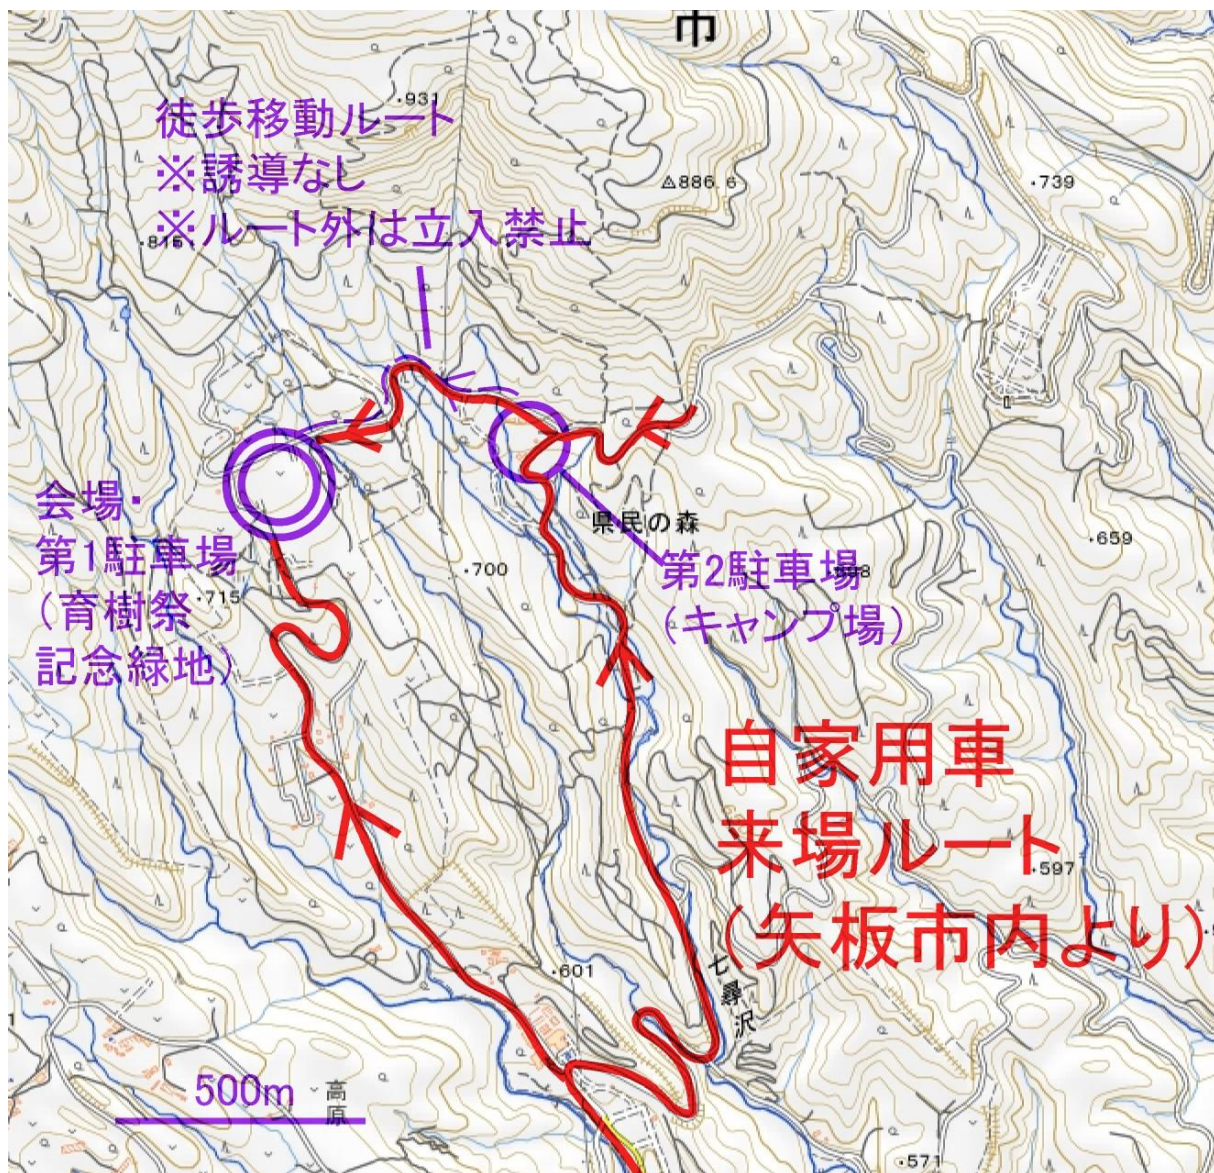 市
徒歩移動ルート
※誘導なし
※ルート外は立入禁止
・931
886.6
・739
・816
会場・
第1駐車場
(育樹祭
記念緑地)
・715
・700
県民の森
第2駐車場
(キャンプ場)
・659
自家用車
来場ルート
(矢板市内より)
・597
・601
七尋沢
500m
高原
・571